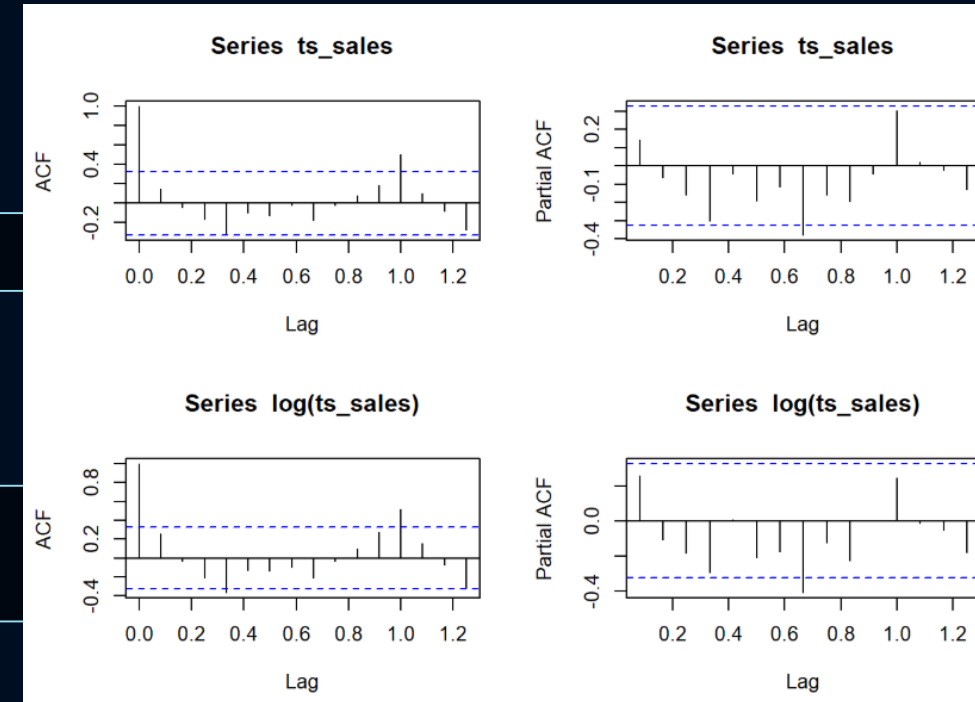 Series ts_sales
ACF
-0.2 0.4 1.0
0.0 0.2 0.4 0.6 0.8 1.0 1.2
Lag
Series ts_sales
Partial ACF
-0.4 -0.1 0.2
0.2 0.4 0.6 0.8 1.0 1.2
Lag
Series log(ts_sales)
ACF
-0.4 0.2 0.8
0.0 0.2 0.4 0.6 0.8 1.0 1.2
Lag
Series log(ts_sales)
Partial ACF
-0.4 0.0
0.2 0.4 0.6 0.8 1.0 1.2
Lag